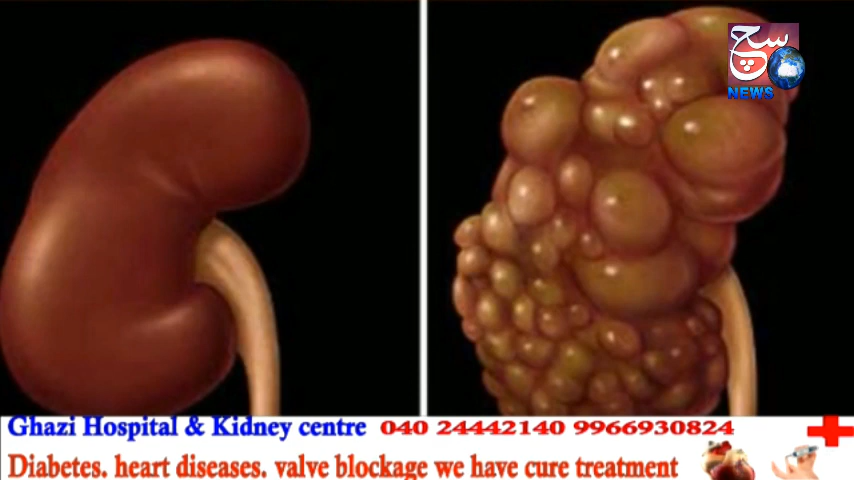 سچ
NEWS
Ghazi Hospital & Kidney centre 040 24442140 9966930824
Diabetes. heart diseases. valve blockage we have cure treatment